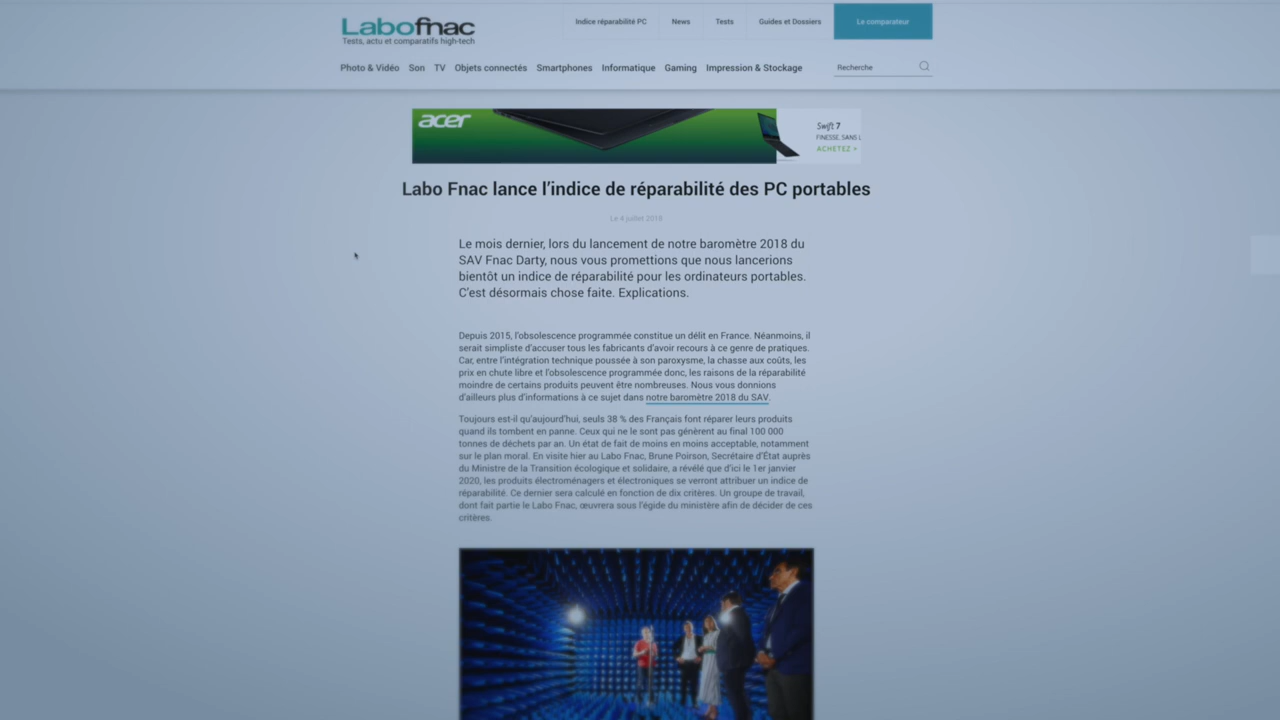 Labofnac
Tests, actu et comparatifs high-tech
Indice réparabilité PC
News
Tests
Guides et Dossiers
Le comparateur
Photo & Vidéo
Son
TV
Objets connectés
Smartphones
Informatique
Gaming
Impression & Stockage
Recherche
acer
Swift 7
FINESSE, SANS L
ACHETEZ >
Labo Fnac lance l’indice de réparabilité des PC portables
Le 4 juillet 2018
Le mois dernier, lors du lancement de notre baromètre 2018 du
SAV Fnac Darty, nous vous promettions que nous lancerions
bientôt un indice de réparabilité pour les ordinateurs portables.
C’est désormais chose faite. Explications.
Depuis 2015, l’obsolescence programmée constitue un délit en France. Néanmoins, il
serait simpliste d’accuser tous les fabricants d’avoir recours à ce genre de pratiques.
Car, entre l’intégration technique poussée à son paroxysme, la chasse aux coûts, les
prix en chute libre et l’obsolescence programmée donc, les raisons de la réparabilité
moindre de certains produits peuvent être nombreuses. Nous vous donnions
d’ailleurs plus d’informations à ce sujet dans notre baromètre 2018 du SAV.
Toujours est-il qu’aujourd’hui, seuls 38 % des Français font réparer leurs produits
quand ils tombent en panne. Ceux qui ne le sont pas génèrent au final 100 000
tonnes de déchets par an. Un état de fait de moins en moins acceptable, notamment
sur le plan moral. En visite hier au Labo Fnac, Brune Poirson, Secrétaire d’État auprès
du Ministre de la Transition écologique et solidaire, a révélé que d’ici le 1er janvier
2020, les produits électroménagers et électroniques se verront attribuer un indice de
réparabilité. Ce dernier sera calculé en fonction de dix critères. Un groupe de travail,
dont fait partie le Labo Fnac, œuvrera sous l’égide du ministère afin de décider de ces
critères.